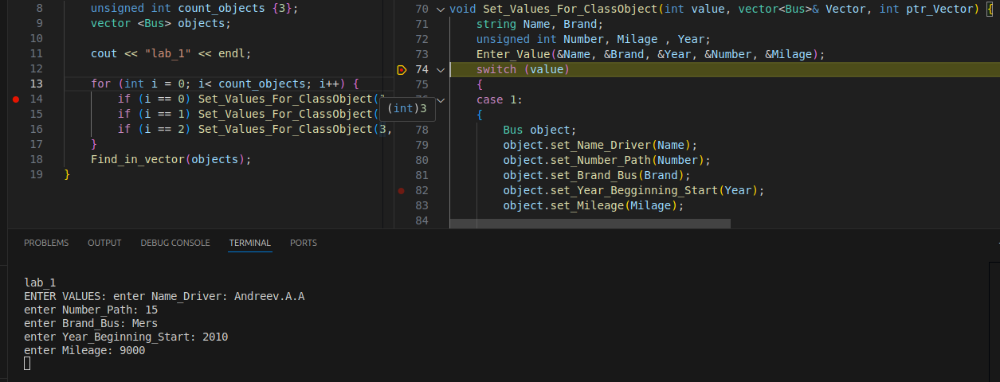 8 unsigned int count_objects {3};
9 vector <Bus> objects;
10
11 cout << "lab_1" << endl;
12
13 for (int i = 0; i< count_objects; i++) {
14 if (i == 0) Set_Values_For_ClassObject(
15 if (i == 1) Set_Values_For_ClassObject(
16 if (i == 2) Set_Values_For_ClassObject(3,
17 }
18 Find_in_vector(objects);
19 }
(int)3
70 void Set_Values_For_ClassObject(int value, vector<Bus>& Vector, int ptr_Vector) {
71 string Name, Brand;
72 unsigned int Number, Milage , Year;
73 Enter_Value(&Name, &Brand, &Year, &Number, &Milage);
74 switch (value)
75 {
case 1:
{
78 Bus object;
79 object.set_Name_Driver(Name);
80 object.set_Number_Path(Number);
81 object.set_Brand_Bus(Brand);
82 object.set_Year_Begginning_Start(Year);
83 object.set_Mileage(Milage);
84
PROBLEMS OUTPUT DEBUG CONSOLE TERMINAL PORTS
lab_1
ENTER VALUES: enter Name_Driver: Andreev.A.A
enter Number_Path: 15
enter Brand_Bus: Mers
enter Year_Beginning_Start: 2010
enter Mileage: 9000